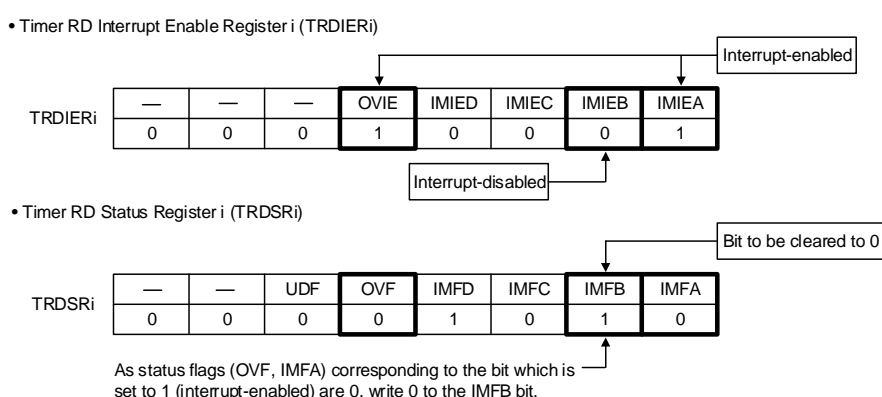 • Timer RD Interrupt Enable Register i (TRDIERi)
Interrupt-enabled
TRDIERi
— — — OVIE IMIED IMIEC IMIEB IMIEA
0 0 0 1 0 0 0 1
Interrupt-disabled
• Timer RD Status Register i (TRDSRi)
Bit to be cleared to 0
TRDSRi
— — UDF OVF IMFD IMFC IMFB IMFA
0 0 0 0 1 0 1 0
As status flags (OVF, IMFA) corresponding to the bit which is
set to 1 (interrupt-enabled) are 0, write 0 to the IMFB bit.